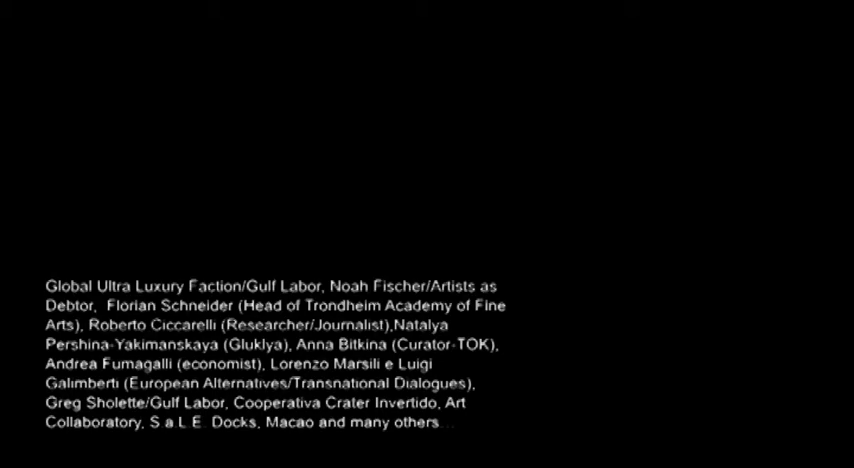 Global Ultra Luxury Faction/Gulf Labor, Noah Fischer/Artists as
Debtor,  Florian Schneider (Head of Trondheim Academy of Fine
Arts), Roberto Ciccarelli (Researcher/Journalist),Natalya
Pershina-Yakimanskaya (Gluklya), Anna Bitkina (Curator-TOK),
Andrea Fumagalli (economist), Lorenzo Marsili e Luigi
Galimberti (European Alternatives/Transnational Dialogues),
Greg Sholette/Gulf Labor, Cooperativa Crater Invertido, Art
Collaboratory, S.a.L.E. Docks, Macao and many others...